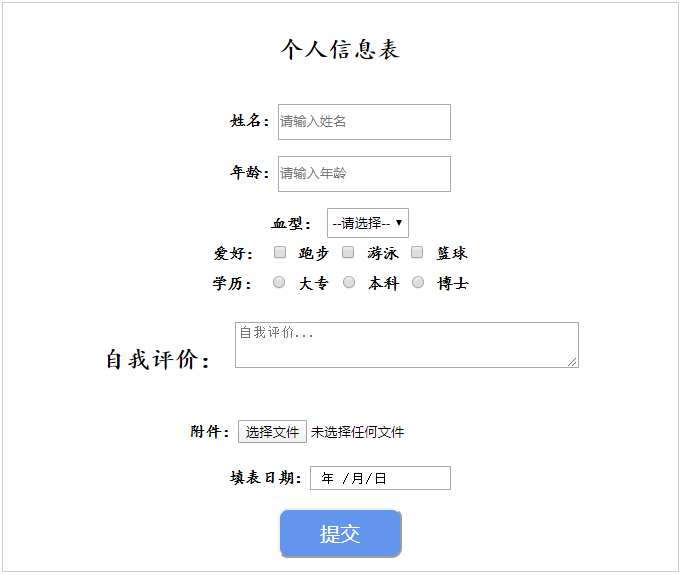 个人信息表
姓名：请输入姓名
年龄：请输入年龄
血型： --请选择--
爱好： 跑步 游泳 篮球
学历： 大专 本科 博士
自我评价： 自我评价...
附件：选择文件 未选择任何文件
填表日期： 年 /月/日
提交